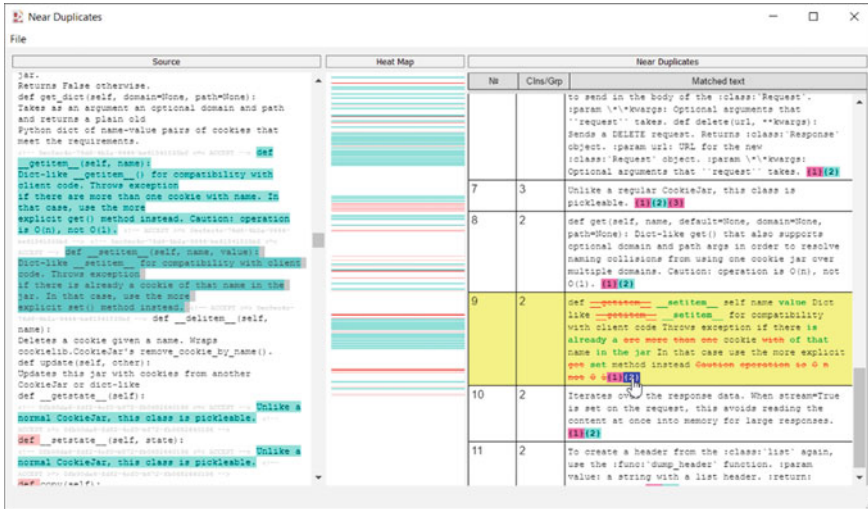 Near Duplicates
File
Source
Heat Map
Near Duplicates
jar.
Returns False otherwise.
def get_dict(self, domain=None, path=None):
Takes as an argument an optional domain and path
and returns a plain old
Python dict of name-value pairs of cookies that
meet the requirements.
ACCEPT --> def
__getitem__(self, name):
Dict-like __getitem__() for compatibility with
client code. Throws exception
if there are more than one cookie with name. In
that case, use the more
explicit get() method instead. Caution: operation
is O(n), not O(1).
ACCEPT --> def __setitem__(self, name, value):
Dict-like __setitem__ for compatibility with client
code. Throws exception
if there is already a cookie of that name in the
jar. In that case, use the more
explicit set() method instead.
def __delitem__(self,
name):
Deletes a cookie given a name. Wraps
cookielib.CookieJar's remove_cookie_by_name().
def update(self, other):
Updates this jar with cookies from another
CookieJar or dict-like
def __getstate__(self):
Unlike a
normal CookieJar, this class is pickleable.
def __setstate__(self, state):
Unlike a
normal CookieJar, this class is pickleable.
def copy(self):
№ Clns/Grp Matched text
to send in the body of the :class:`Request`.
:param \*\*kwargs: Optional arguments that
``request`` takes. def delete(url, **kwargs):
Sends a DELETE request. Returns :class:`Response`
object. :param url: URL for the new
:class:`Request` object. :param \*\*kwargs:
Optional arguments that ``request`` takes. (1)(2)
7 3 Unlike a regular CookieJar, this class is
pickleable. (1)(2)(3)
8 2 def get(self, name, default=None, domain=None,
path=None): Dict-like get() that also supports
optional domain and path args in order to resolve
naming collisions from using one cookie jar over
multiple domains. Caution: operation is O(n), not
O(1). (1)(2)
9 2 def __getitem__ __setitem__ self name value Dict
like __getitem__ __setitem__ for compatibility
with client code Throws exception if there is
already a are more than one cookie with of that
name in the jar In that case use the more explicit
get set method instead Caution operation is O n
not O 1(1)(2)
10 2 Iterates over the response data. When stream=True
is set on the request, this avoids reading the
content at once into memory for large responses.
(1)(2)
11 2 To create a header from the :class:`list` again,
use the :func:`dump_header` function. :param
value: a string with a list header. :return: